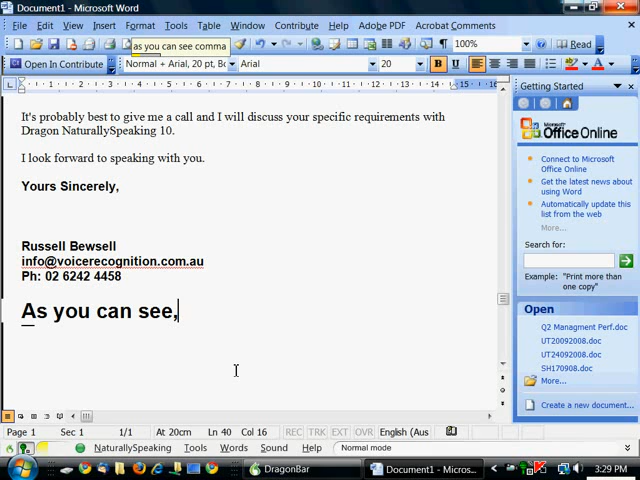 Document1 - Microsoft Word
File Edit View Insert Format Tools Table Window Contribute Help Adobe PDF Acrobat Comments
as you can see comma
100%
Read
Open In Contribute
Normal + Arial, 20 pt, Bo
Arial
20
B U
Getting Started
Microsoft
Office Online
Connect to Microsoft
Office Online
Get the latest news about
using Word
Automatically update this
list from the web
More...
Search for:
Example: "Print more than
one copy"
Open
Q2 Managment Perf.doc
UT20092008.doc
UT24092008.doc
SH170908.doc
More...
Create a new document...
It's probably best to give me a call and I will discuss your specific requirements with
Dragon NaturallySpeaking 10.
I look forward to speaking with you.
Yours Sincerely,
Russell Bewsell
info@voicerecognition.com.au
Ph: 02 6242 4458
As you can see,
Page 1 Sec 1 1/1 At 20cm Ln 40 Col 16 REC TRK EXT OVR English (Aus
NaturallySpeaking Tools Words Sound Help Normal mode
DragonBar
Document1 - Microsof...
3:29 PM